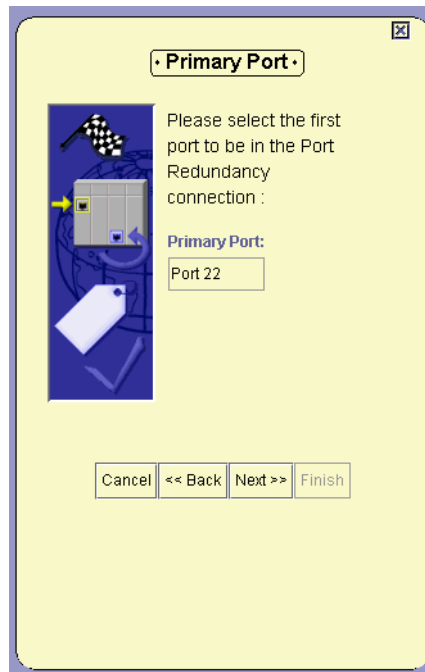 Primary Port
Please select the first
port to be in the Port
Redundancy
connection :
Primary Port:
Port 22
Cancel << Back Next >> Finish